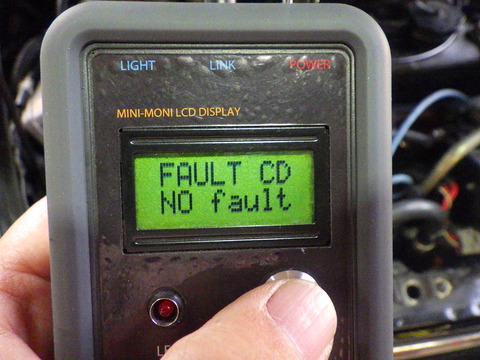 LIGHT LINK POWER
MINI-MONI LCD DISPLAY
FAULT CD
NO fault